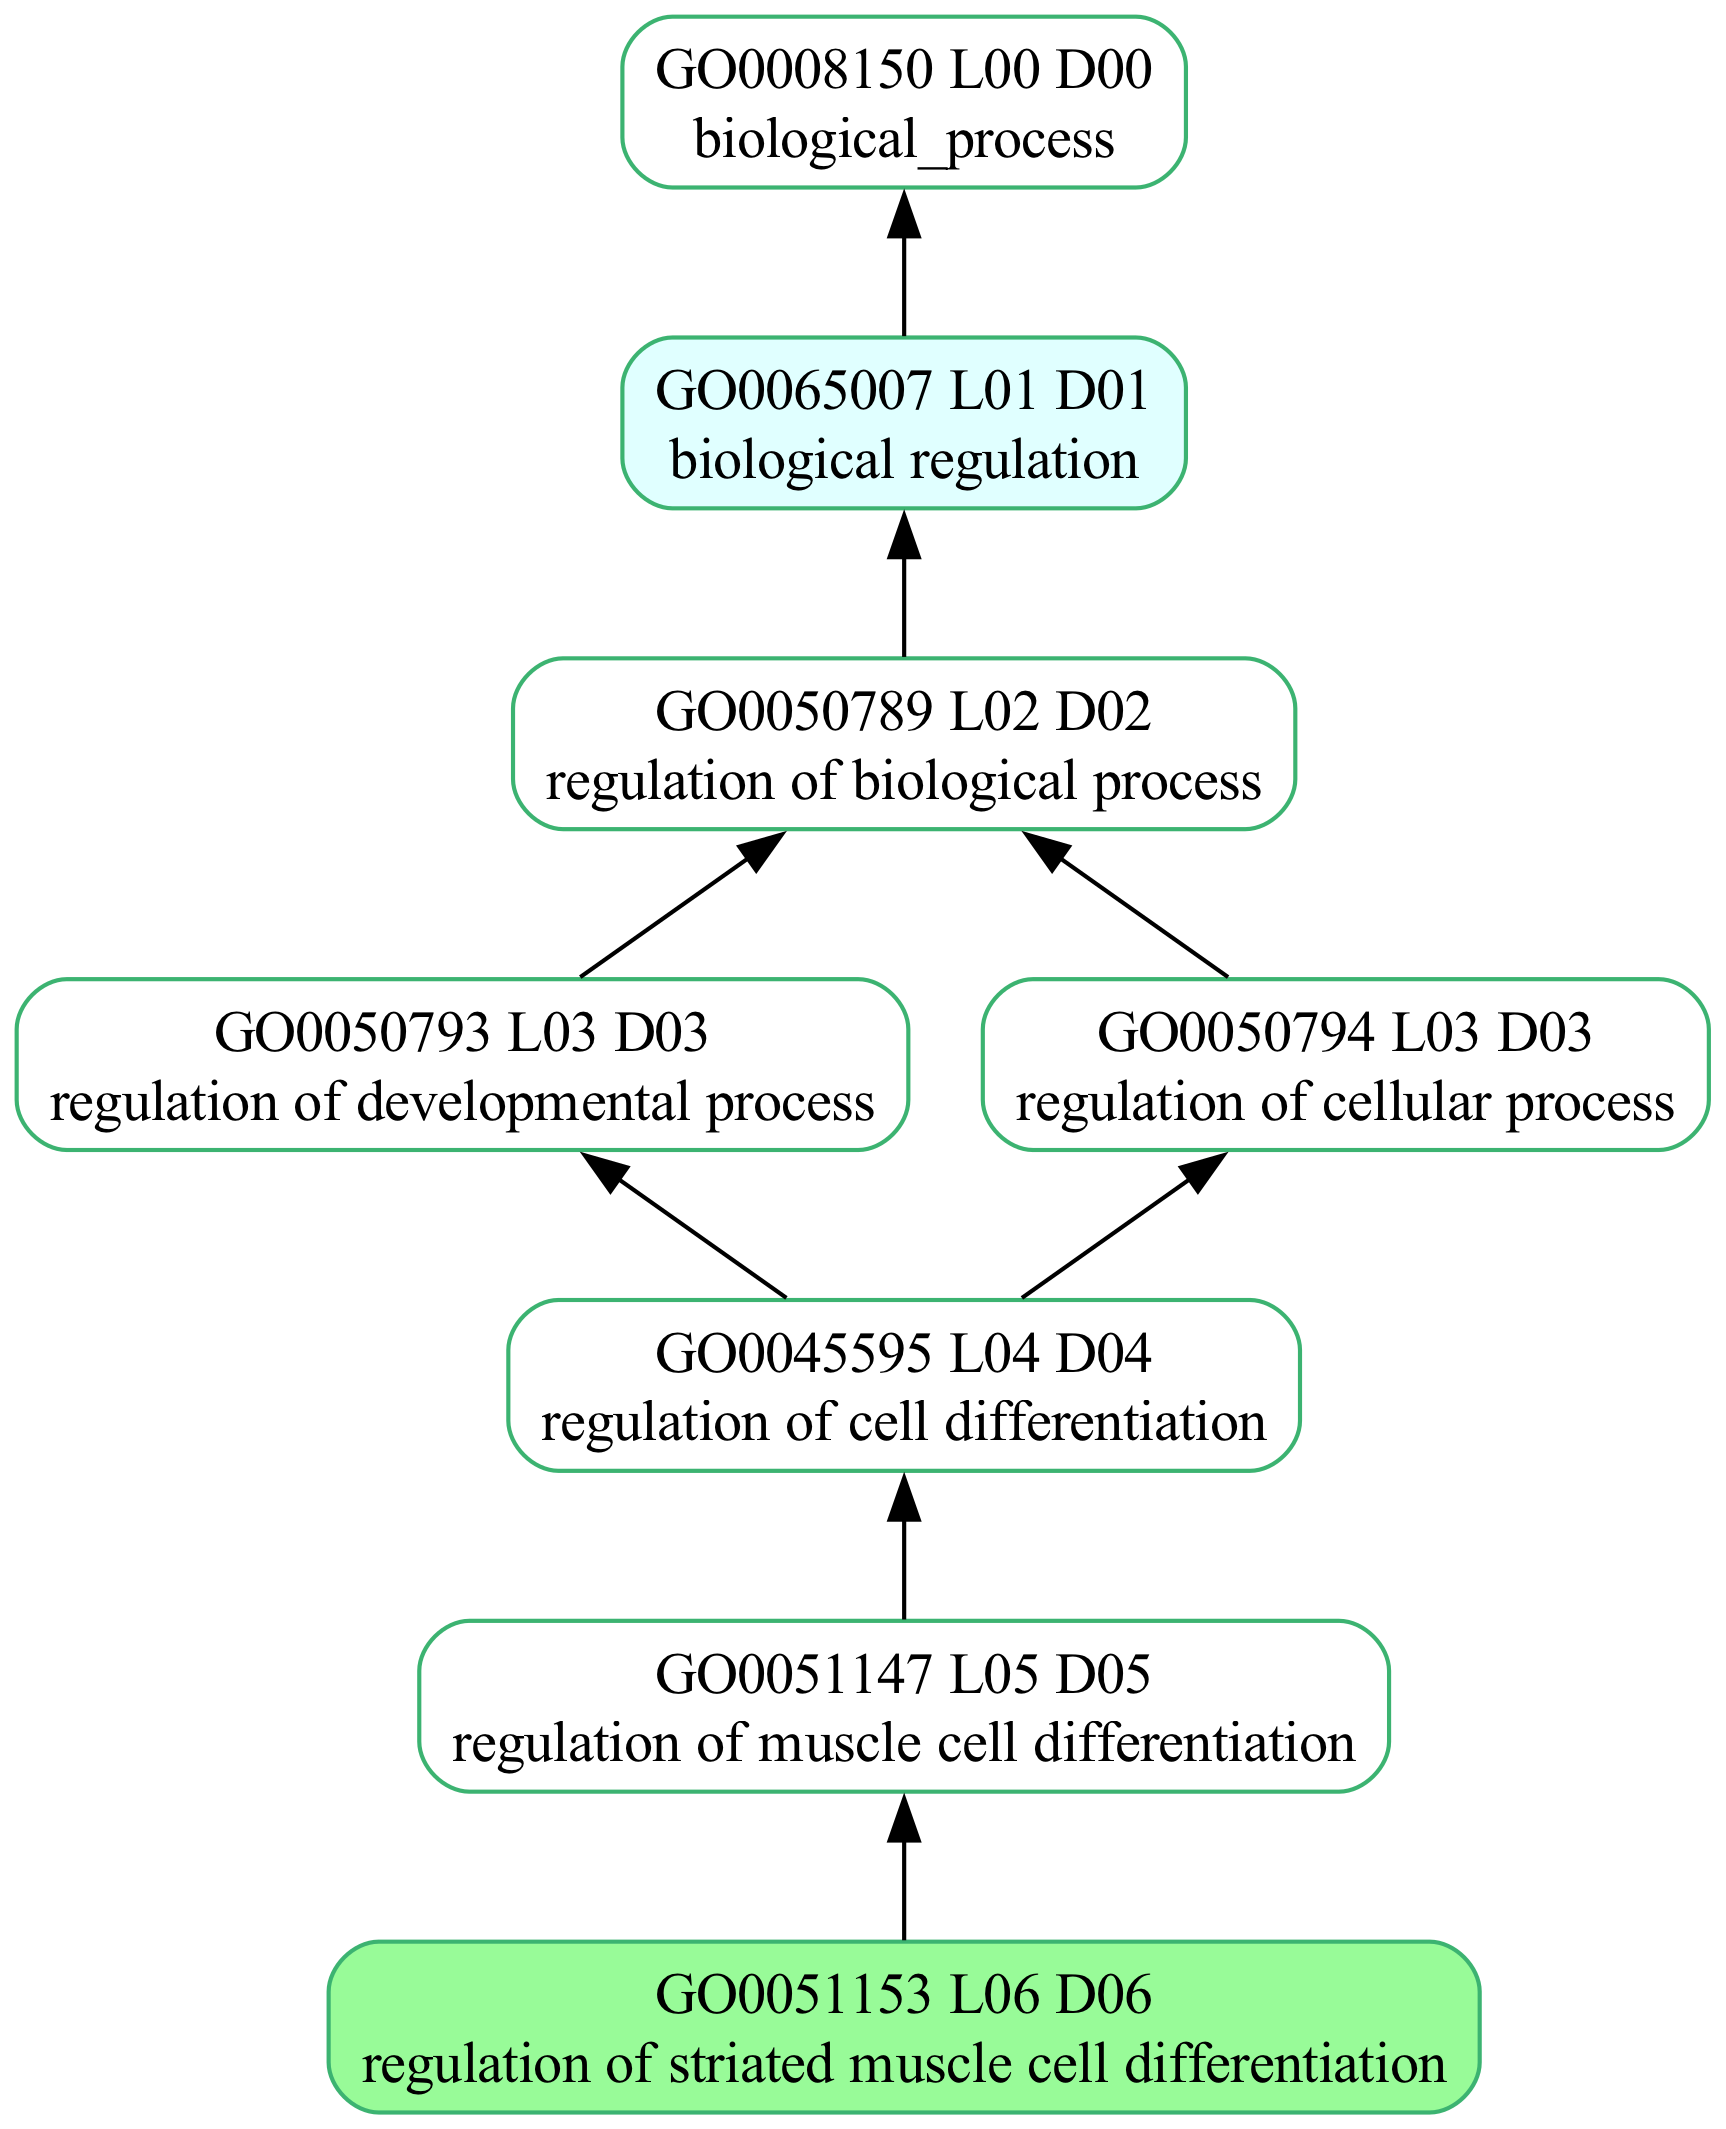 GO0008150 L00 D00
biological_process
GO0065007 L01 D01
biological regulation
GO0050789 L02 D02
regulation of biological process
GO0050793 L03 D03
regulation of developmental process
GO0050794 L03 D03
regulation of cellular process
GO0045595 L04 D04
regulation of cell differentiation
GO0051147 L05 D05
regulation of muscle cell differentiation
GO0051153 L06 D06
regulation of striated muscle cell differentiation